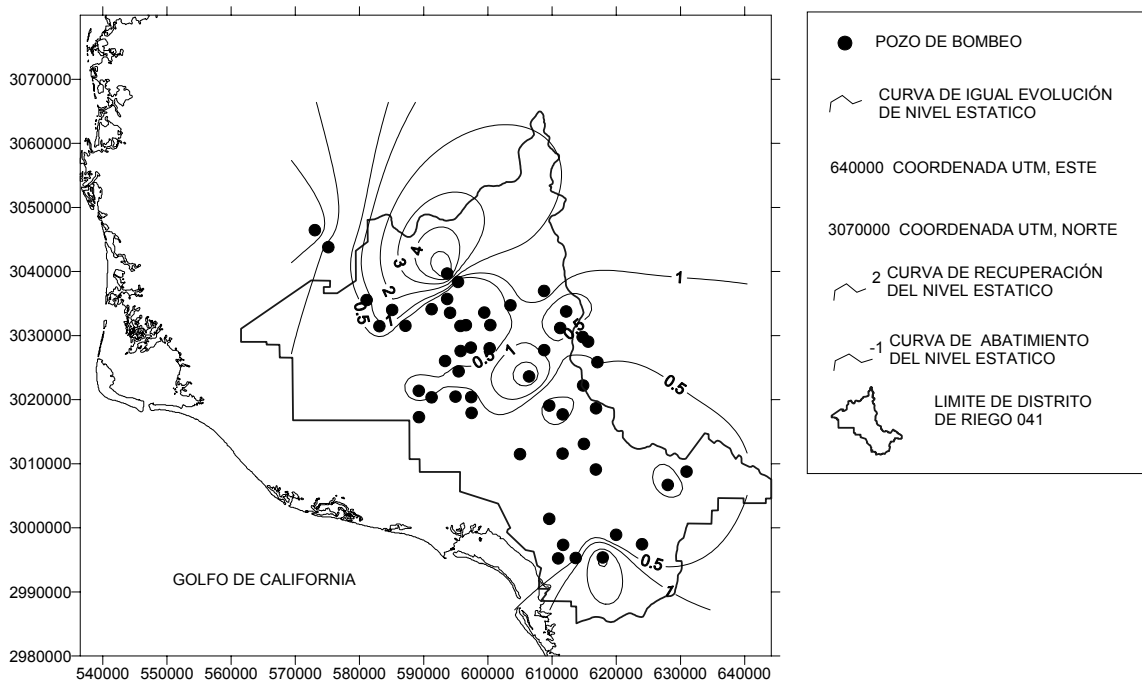 3070000
3060000
3050000
3040000
3030000
3020000
3010000
3000000
2990000
2980000
540000 550000 560000 570000 580000 590000 600000 610000 620000 630000 640000
4
3
2
1
0.5
1
0.5
0.5
1
0.5
0.5
1
GOLFO DE CALIFORNIA
POZO DE BOMBEO
CURVA DE IGUAL EVOLUCIÓN
DE NIVEL ESTATICO
640000 COORDENADA UTM, ESTE
3070000 COORDENADA UTM, NORTE
2 CURVA DE RECUPERACIÓN
DEL NIVEL ESTATICO
-1 CURVA DE ABATIMIENTO
DEL NIVEL ESTATICO
LIMITE DE DISTRITO
DE RIEGO 041